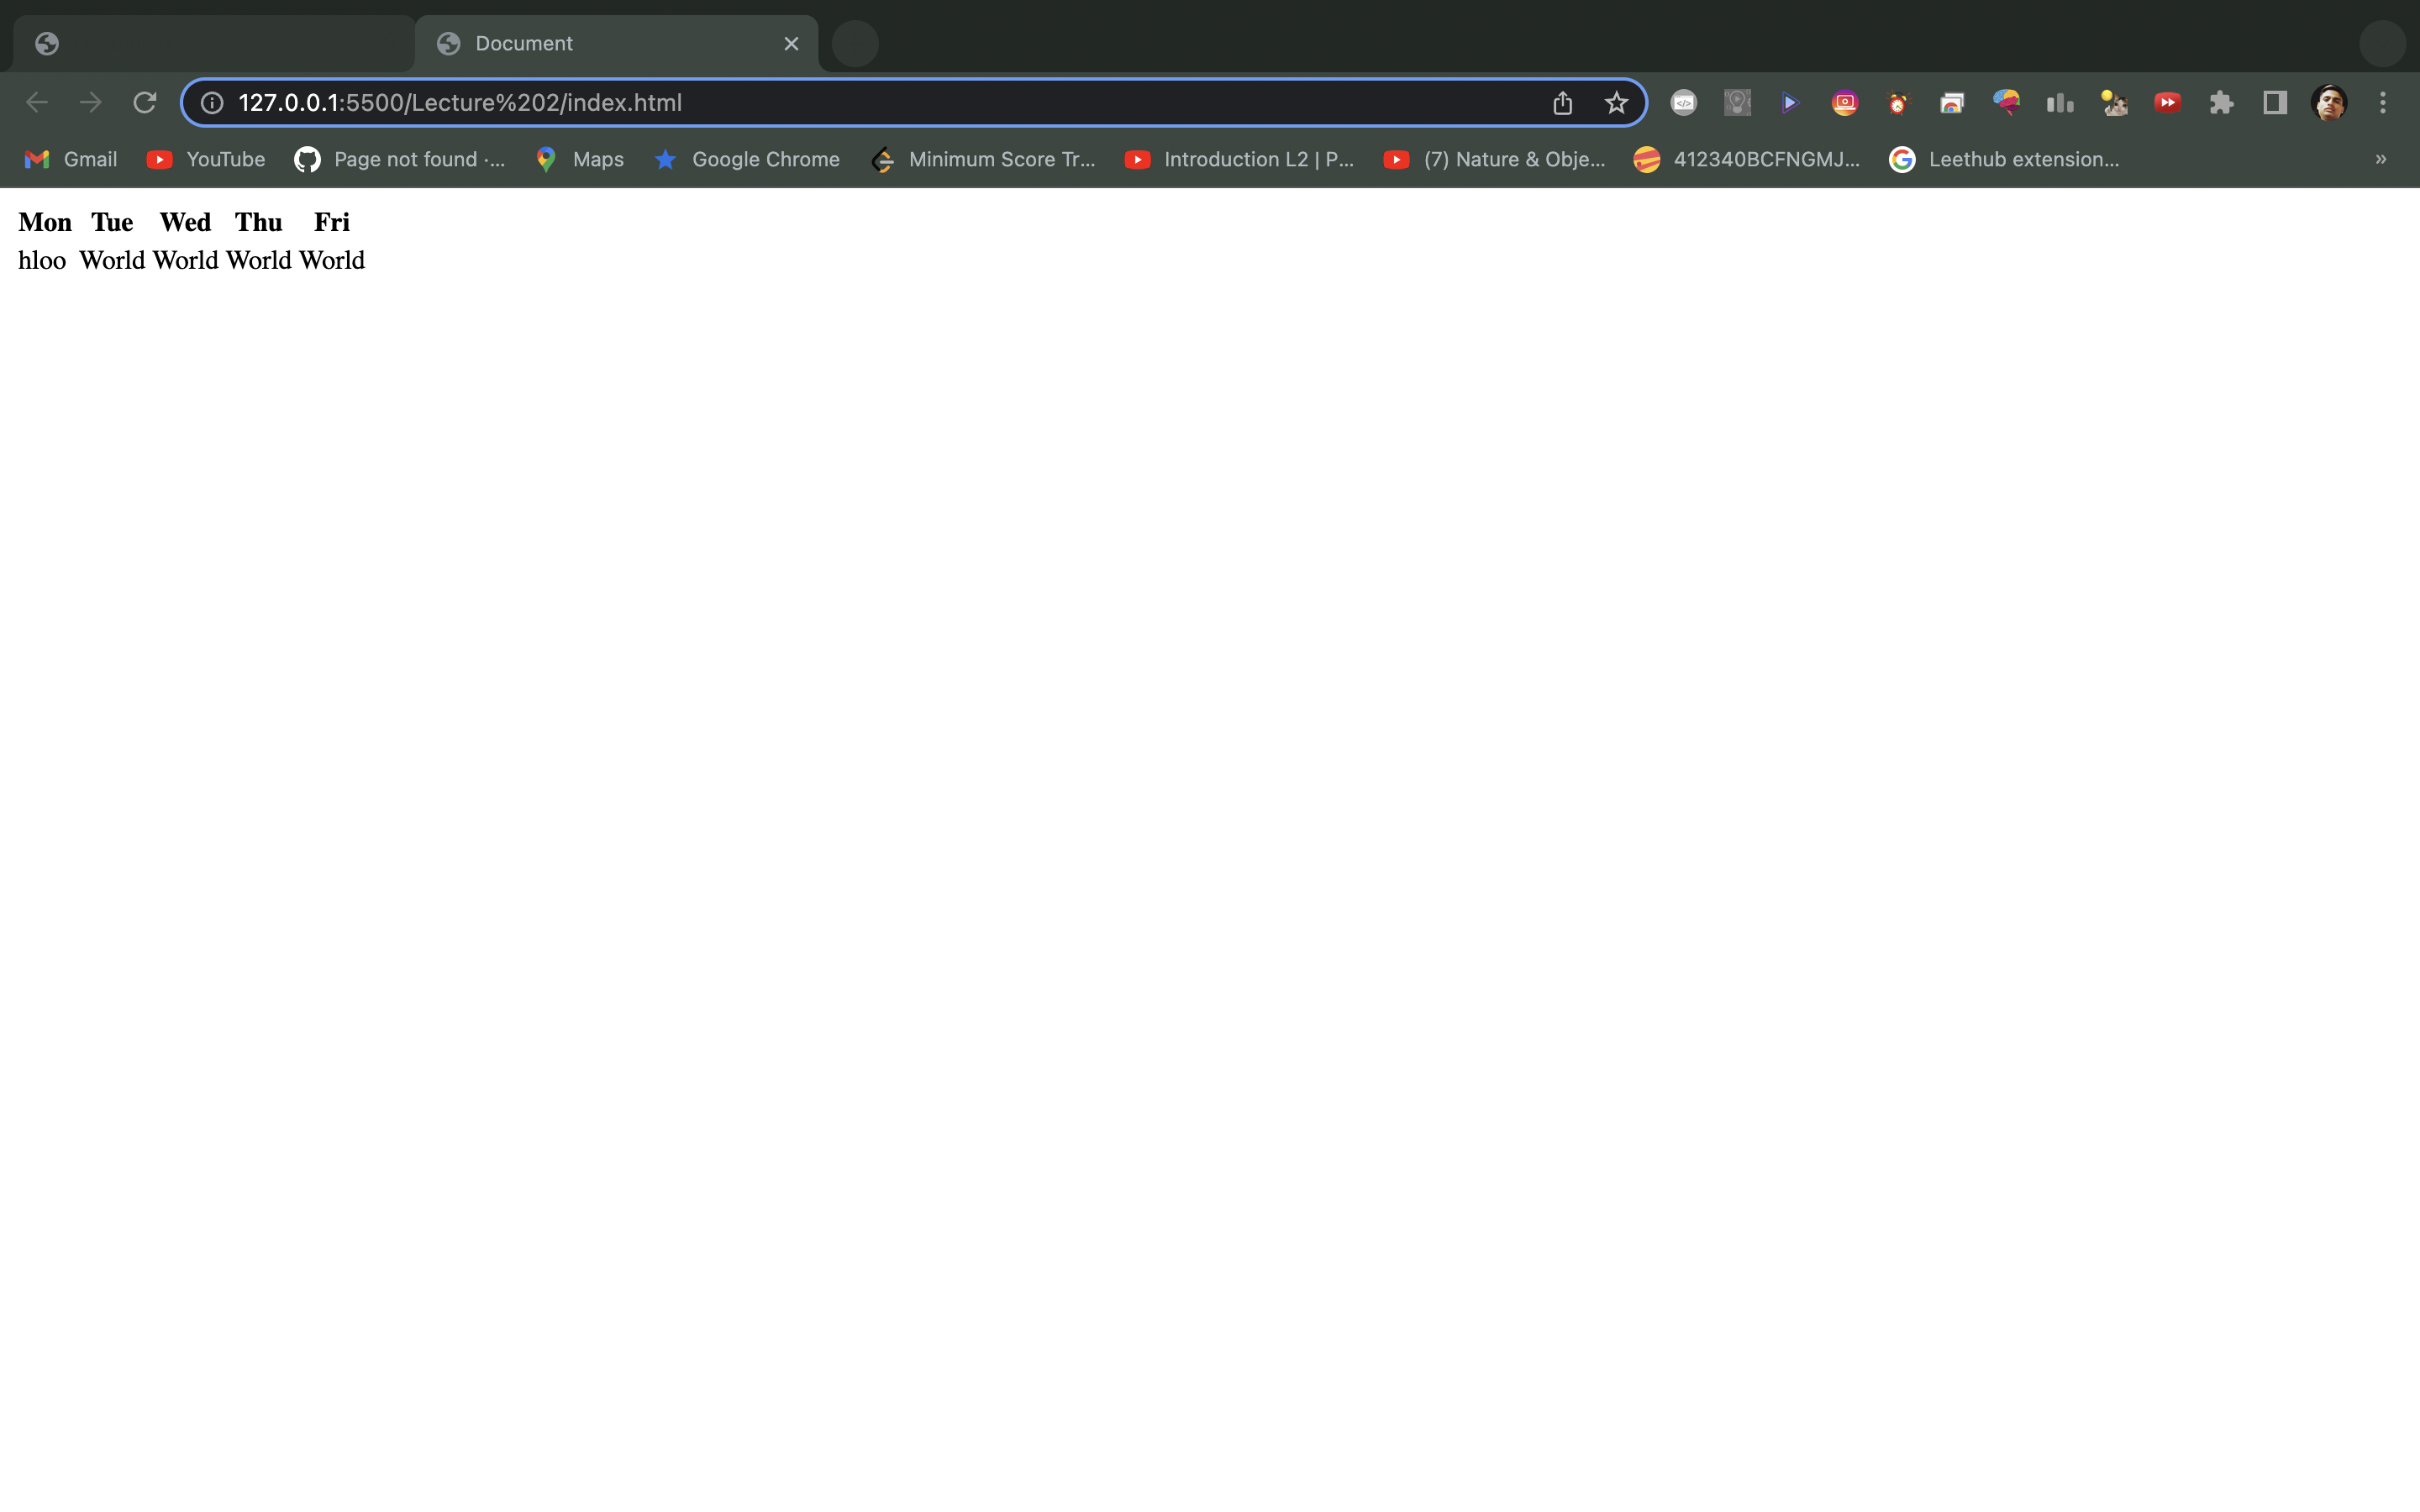 Document
127.0.0.1:5500/Lecture%202/index.html
Gmail YouTube Page not found ·... Maps Google Chrome Minimum Score Tr... Introduction L2 | P... (7) Nature & Obje... 412340BCFNGMJ... Leethub extension... »
Mon Tue Wed Thu Fri
hloo World World World World